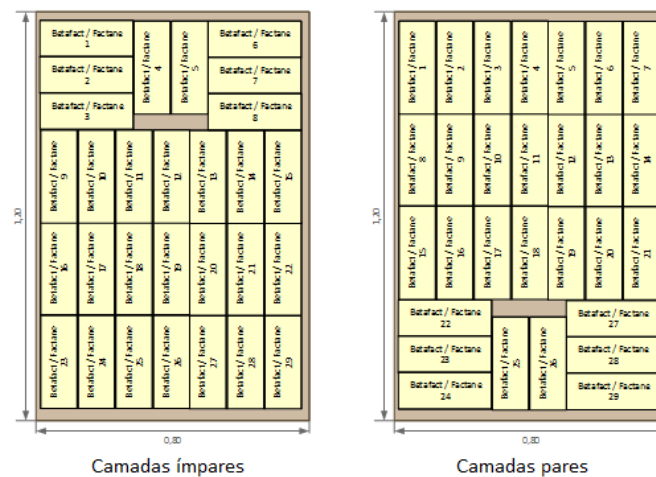 Betafact / Factane
1
Betafact / Factane
2
Betafact / Factane
3
Betafact / Factane
4
Betafact / Factane
5
Betafact / Factane
6
Betafact / Factane
7
Betafact / Factane
8
Betafact / Factane
9
Betafact / Factane
10
Betafact / Factane
11
Betafact / Factane
12
Betafact / Factane
13
Betafact / Factane
14
Betafact / Factane
15
Betafact / Factane
16
Betafact / Factane
17
Betafact / Factane
18
Betafact / Factane
19
Betafact / Factane
20
Betafact / Factane
21
Betafact / Factane
22
Betafact / Factane
23
Betafact / Factane
24
Betafact / Factane
25
Betafact / Factane
26
Betafact / Factane
27
Betafact / Factane
28
Betafact / Factane
29
1,20
0,80
Camadas ímpares
Betafact / Factane
1
Betafact / Factane
2
Betafact / Factane
3
Betafact / Factane
4
Betafact / Factane
5
Betafact / Factane
6
Betafact / Factane
7
Betafact / Factane
8
Betafact / Factane
9
Betafact / Factane
10
Betafact / Factane
11
Betafact / Factane
12
Betafact / Factane
13
Betafact / Factane
14
Betafact / Factane
15
Betafact / Factane
16
Betafact / Factane
17
Betafact / Factane
18
Betafact / Factane
19
Betafact / Factane
20
Betafact / Factane
21
Betafact / Factane
22
Betafact / Factane
23
Betafact / Factane
24
Betafact / Factane
25
Betafact / Factane
26
Betafact / Factane
27
Betafact / Factane
28
Betafact / Factane
29
1,20
0,80
Camadas pares